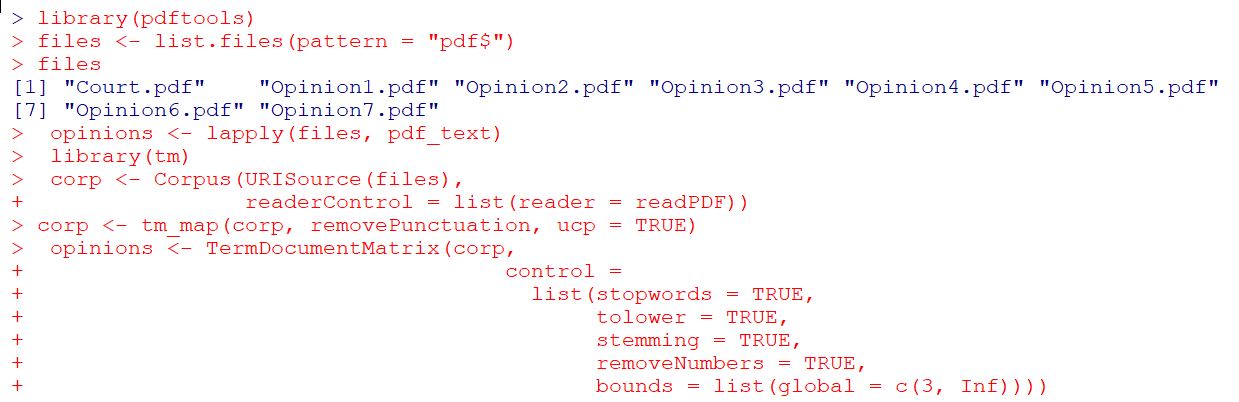 > library(pdftools)
> files <- list.files(pattern = "pdf$")
> files
[1] "Court.pdf"    "Opinion1.pdf" "Opinion2.pdf" "Opinion3.pdf" "Opinion4.pdf" "Opinion5.pdf"
[7] "Opinion6.pdf" "Opinion7.pdf"
>  opinions <- lapply(files, pdf_text)
>  library(tm)
>  corp <- Corpus(URISource(files),
+                 readerControl = list(reader = readPDF))
> corp <- tm_map(corp, removePunctuation, ucp = TRUE)
>  opinions <- TermDocumentMatrix(corp,
+                                     control =
+                                       list(stopwords = TRUE,
+                                            tolower = TRUE,
+                                            stemming = TRUE,
+                                            removeNumbers = TRUE,
+                                            bounds = list(global = c(3, Inf))))